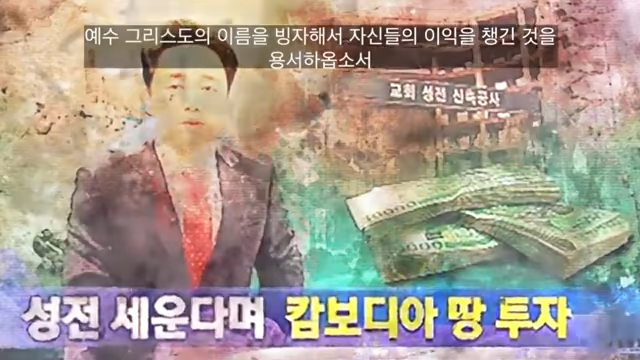 예수 그리스도의 이름을 빙자해서 자신들의 이익을 챙긴 것을
용서하옵소서
교회 성전 신축공사
10000
성전 세운다며 캄보디아 땅 투자